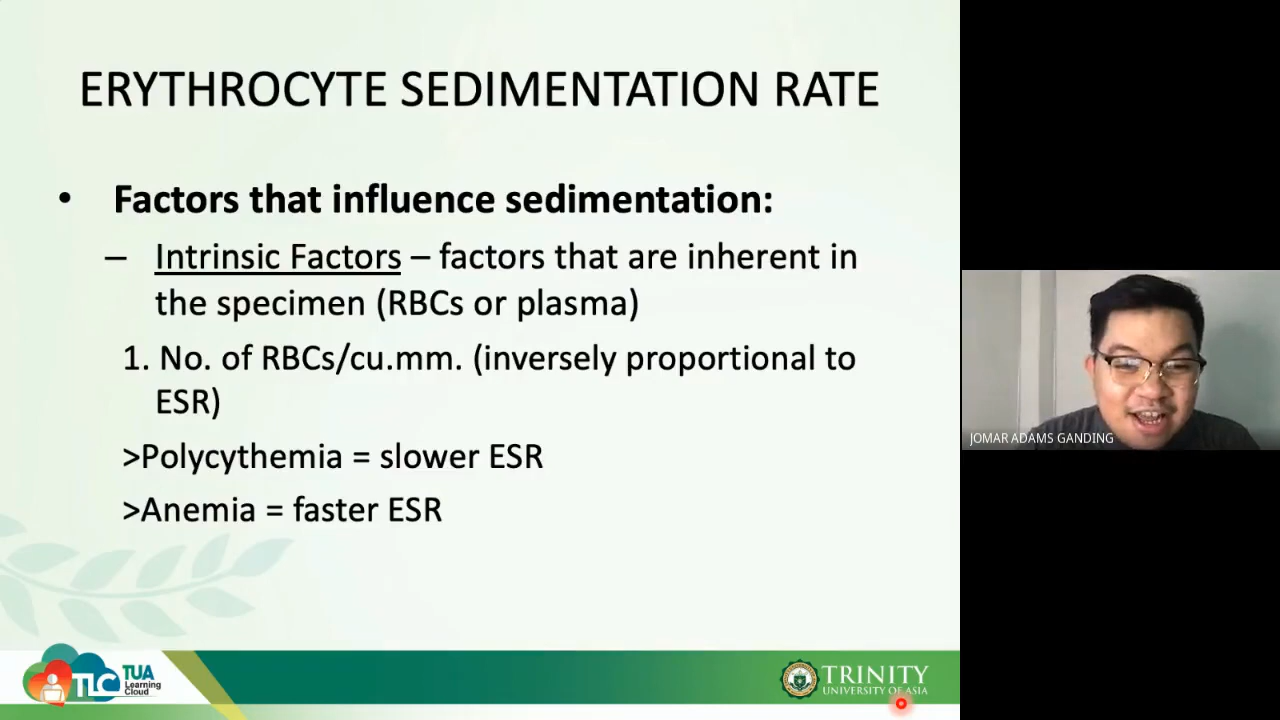 ERYTHROCYTE SEDIMENTATION RATE
• Factors that influence sedimentation:
– Intrinsic Factors – factors that are inherent in
the specimen (RBCs or plasma)
1. No. of RBCs/cu.mm. (inversely proportional to
ESR)
>Polycythemia = slower ESR
>Anemia = faster ESR
JOMAR ADAMS GANDING
TLC TUA
Learning
Cloud
TRINITY
UNIVERSITY OF ASIA